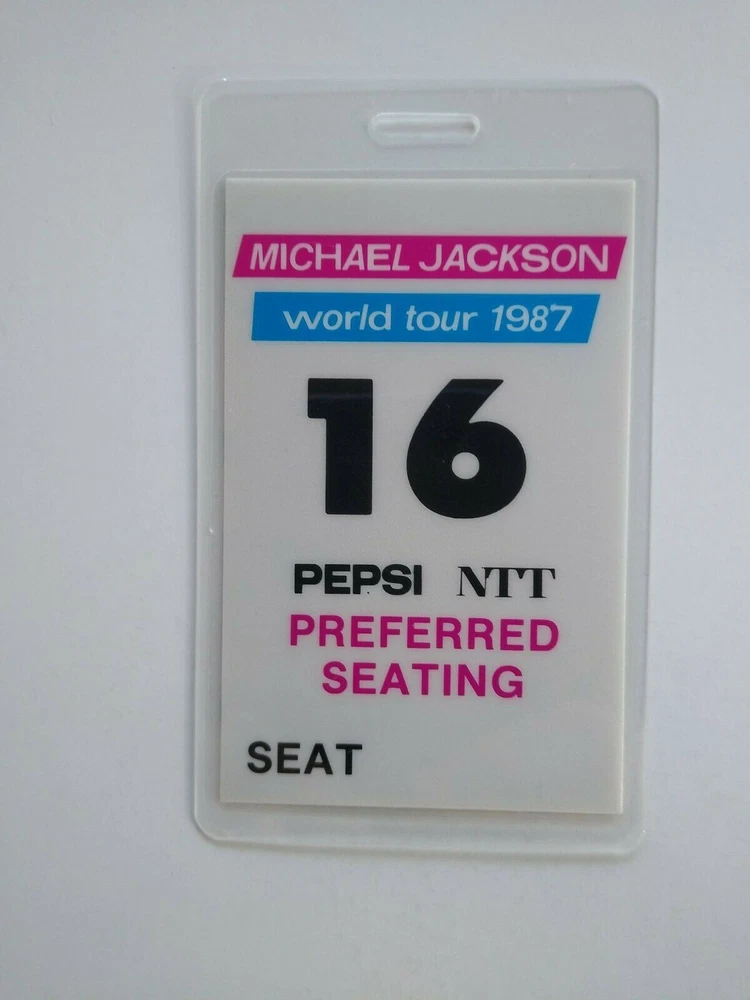 MICHAEL JACKSON
world tour 1987
16
PEPSI NTT
PREFERRED
SEATING
SEAT